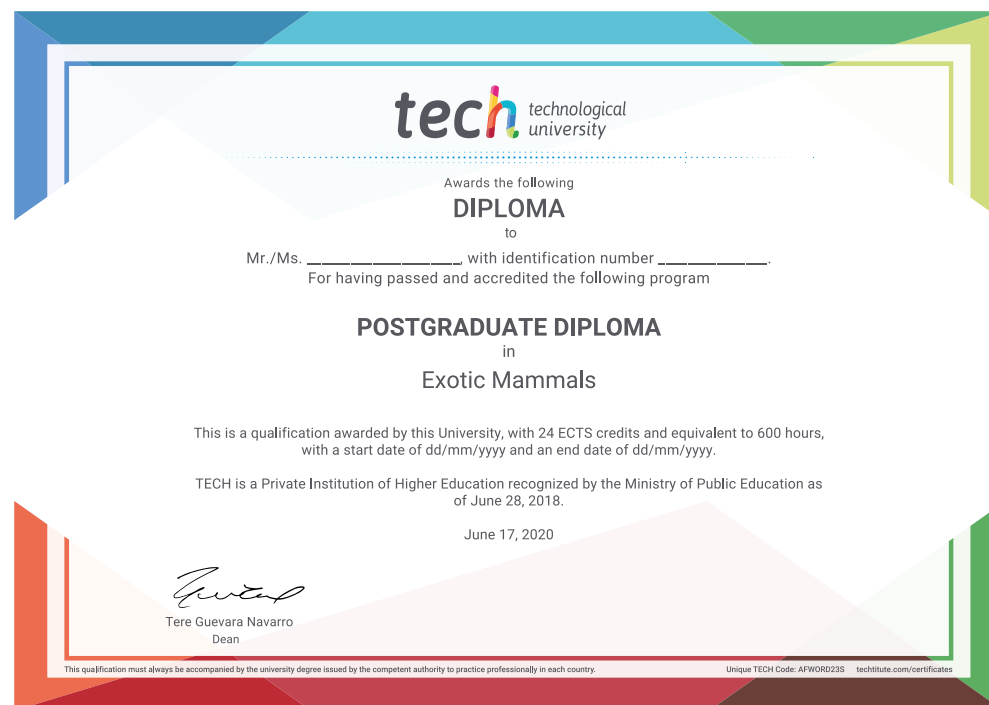 tech technological
university
Awards the following
DIPLOMA
to
Mr./Ms. _________________, with identification number ____________.
For having passed and accredited the following program
POSTGRADUATE DIPLOMA
in
Exotic Mammals
This is a qualification awarded by this University, with 24 ECTS credits and equivalent to 600 hours,
with a start date of dd/mm/yyyy and an end date of dd/mm/yyyy.
TECH is a Private Institution of Higher Education recognized by the Ministry of Public Education as
of June 28, 2018.
June 17, 2020
Tere Guevara Navarro
Dean
This qualification must always be accompanied by the university degree issued by the competent authority to practice professionally in each country.
Unique TECH Code: AFWORD23S techtitute.com/certificates